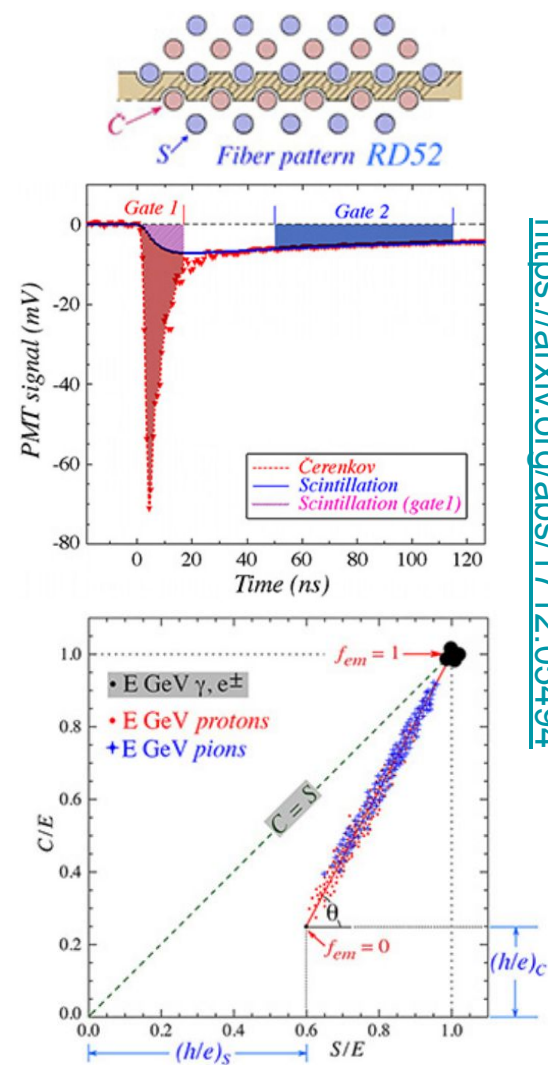 Č
S Fiber pattern RD52
Gate 1
Gate 2
0
-20
-40
-60
-80
PMT signal (mV)
Čerenkov
Scintillation
Scintillation (gate1)
0 20 40 60 80 100 120
Time (ns)
1.0
0.8
0.6
0.4
0.2
0.0
C/E
f_em = 1
• E GeV γ, e±
• E GeV protons
+ E GeV pions
C = S
θ
f_em = 0
(h/e)_C
0.0 0.2 0.4 0.6 0.8 1.0
(h/e)_S
S/E
https://arxiv.org/abs/1712.05494